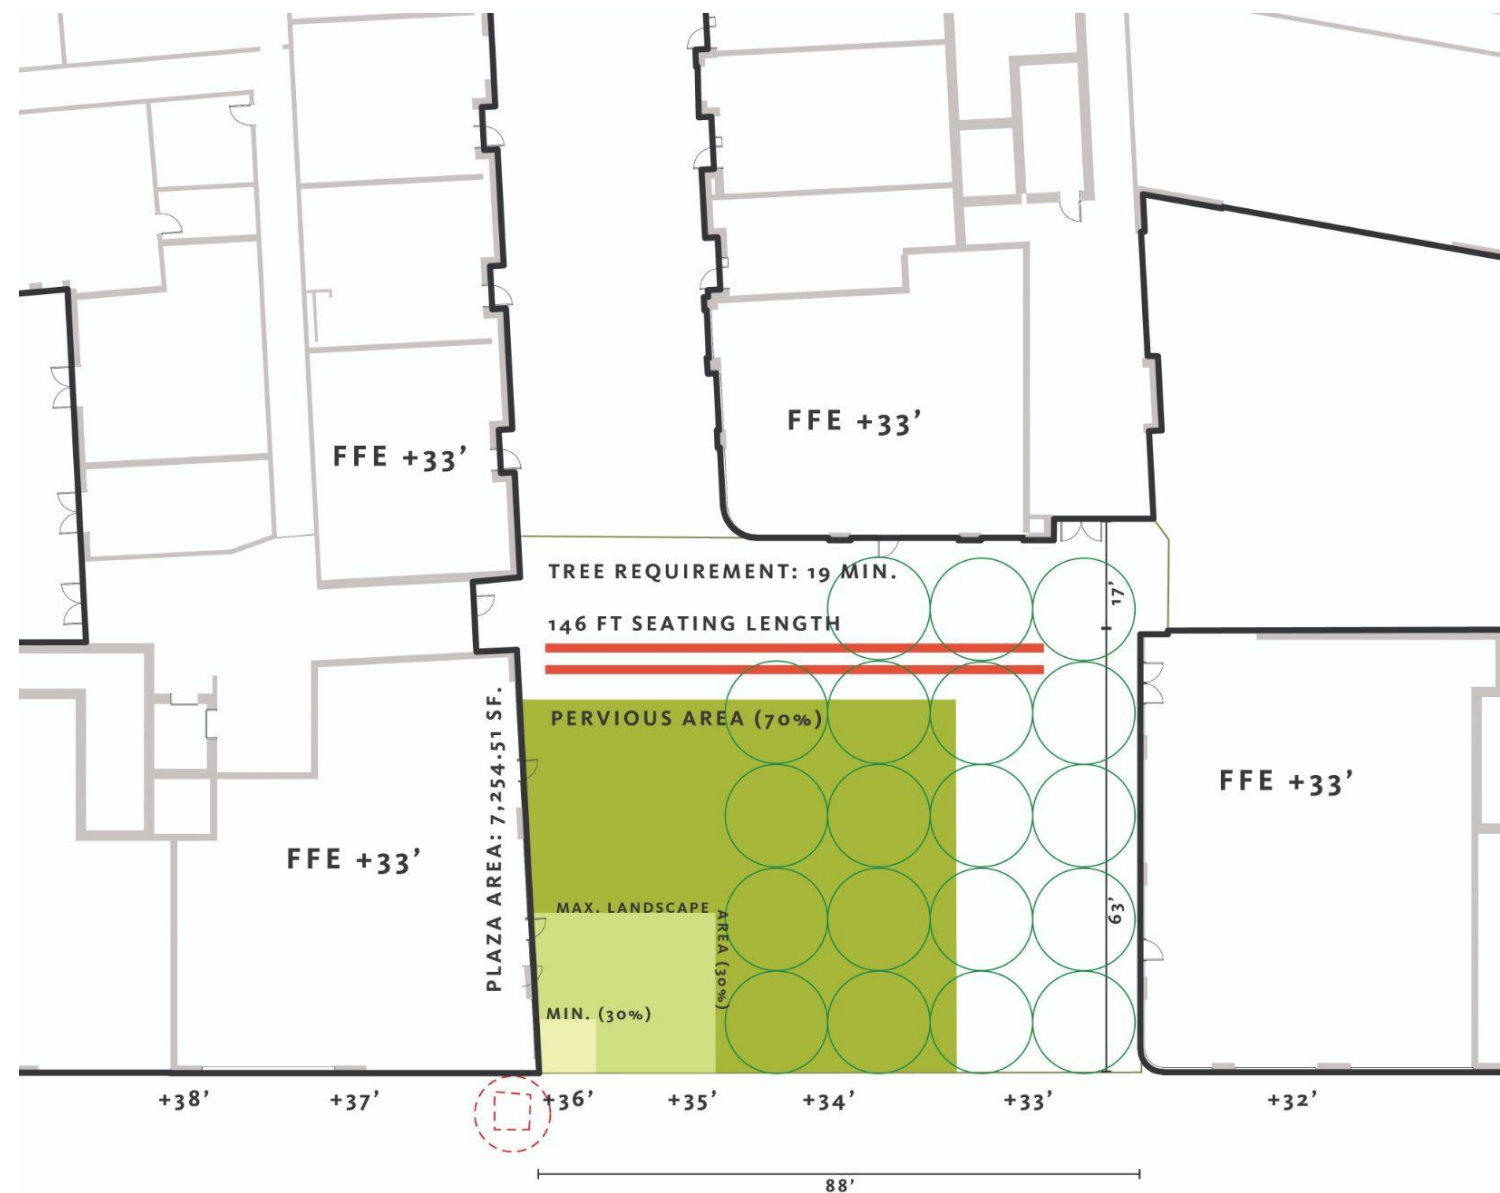 FFE +33’
FFE +33’
TREE REQUIREMENT: 19 MIN.
17’
146 FT SEATING LENGTH
PERVIOUS AREA (70%)
PLAZA AREA: 7,254.51 SF.
FFE +33’
FFE +33’
MAX. LANDSCAPE
AREA (30%)
63’
MIN. (30%)
+38’
+37’
+36’
+35’
+34’
+33’
+32’
88’